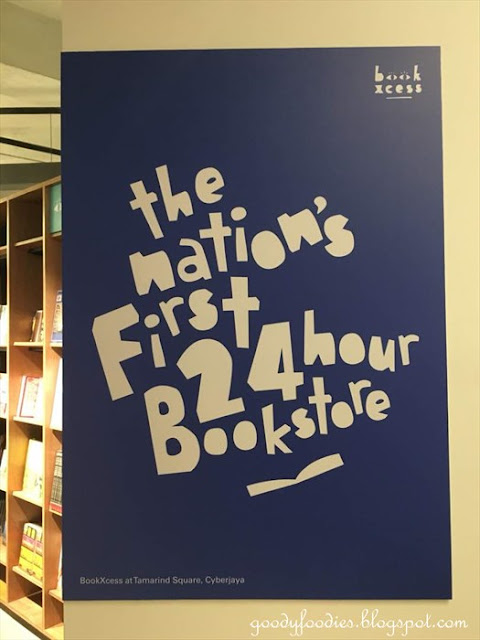 book
xcess
the
nation's
First
24hour
Bookstore
BookXcess at Tamarind Square, Cyberjaya
goodyfoodies.blogspot.com